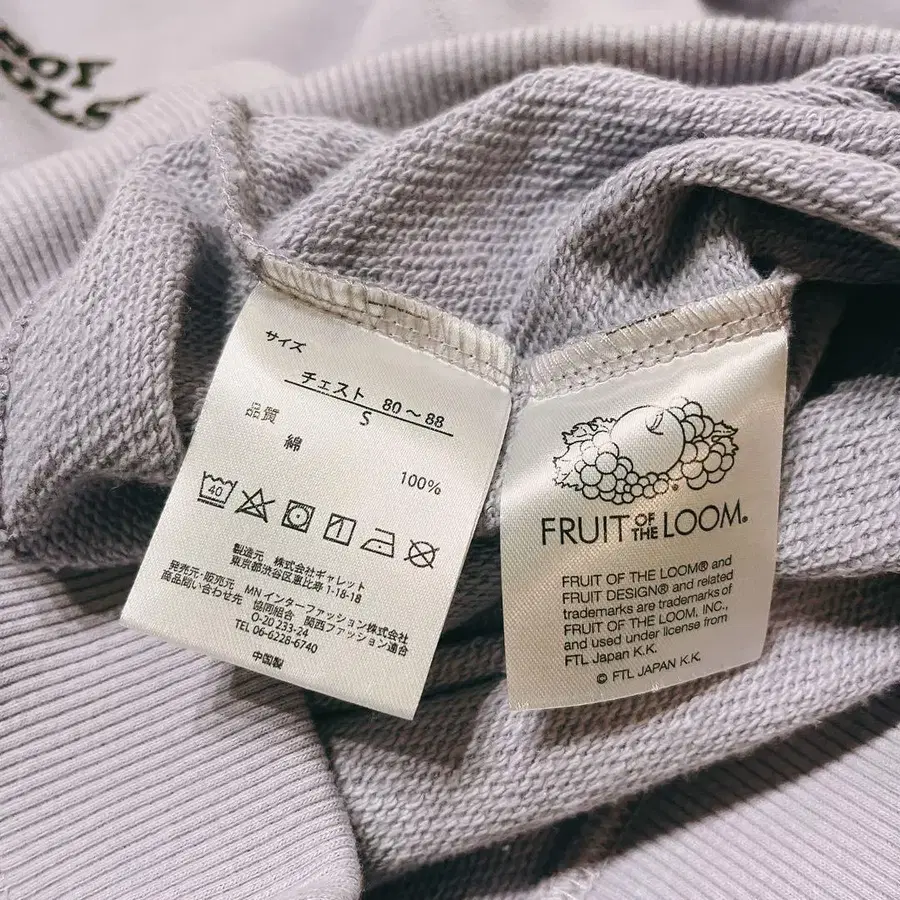 サイズ
チェスト 80～88
S
品質
綿 100%
40
製造元 株式会社ギャレット
東京都渋谷区恵比寿 1-18-18
発売元・販売元 MN インターファッション株式会社
商品問い合わせ先 協同組合 関西ファッション連合
O-20 233-24
TEL 06-6228-6740
中国製
FRUIT OF THE LOOM®
FRUIT OF THE LOOM® and
FRUIT DESIGN® and related
trademarks are trademarks of
FRUIT OF THE LOOM, INC.,
and used under license from
FTL Japan K.K.
© FTL JAPAN K.K.